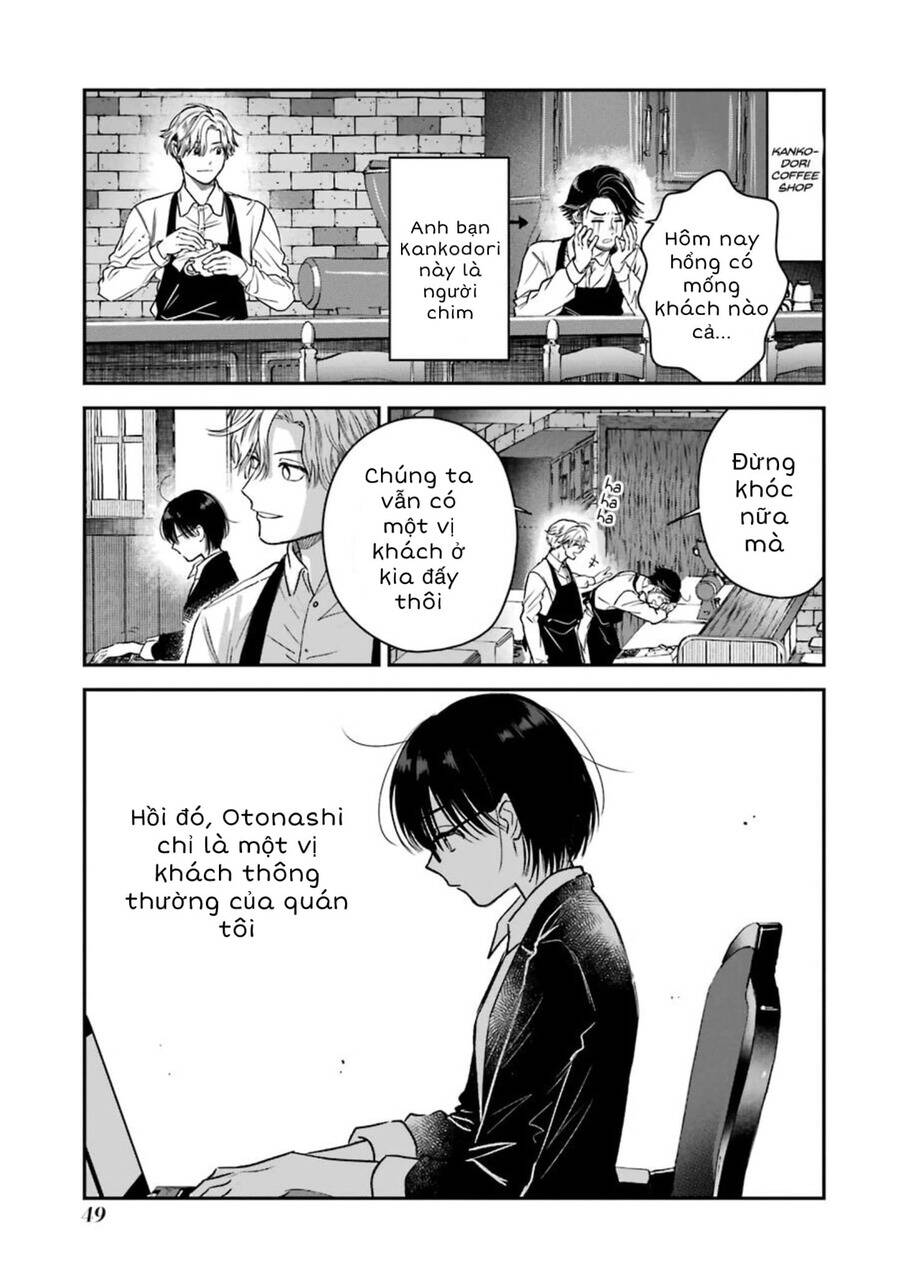 KANKO-
DORI
COFFEE
SHOP
Hôm nay
hổng có
mống
khách nào
cả...
Anh bạn
Kankodori
này là
người
chim
Đừng
khóc
nữa
mà
ha
ha
ha
Chúng ta
vẫn có
một vị
khách ở
kia đấy
thôi
Hồi đó, Otonashi
chỉ là một vị
khách thông
thường của quán
tôi
49